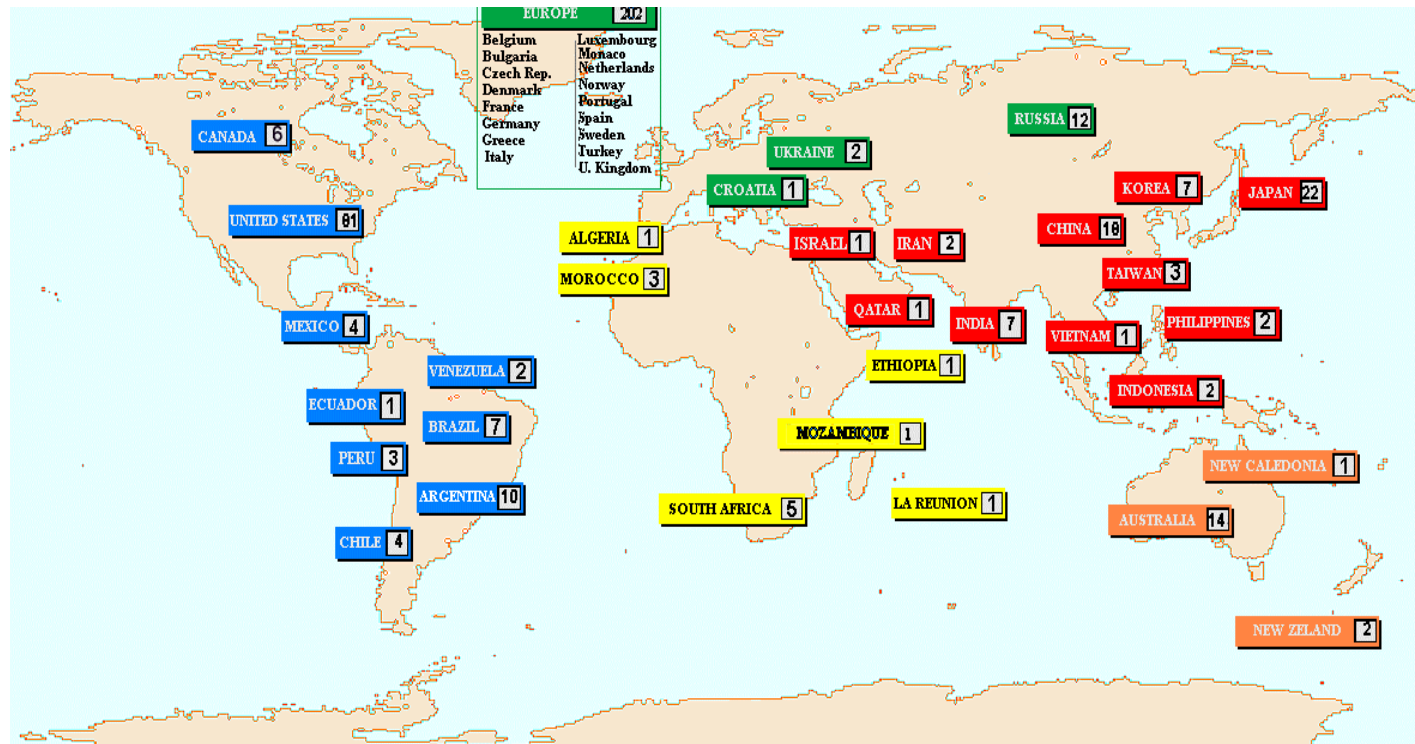 EUROPE 202
Belgium
Bulgaria
Czech Rep.
Denmark
France
Germany
Greece
Italy
Luxembourg
Monaco
Netherlands
Norway
Portugal
Spain
Sweden
Turkey
U. Kingdom
RUSSIA 12
CANADA 6
UKRAINE 2
CROATIA 1
KOREA 7
JAPAN 22
UNITED STATES
CHINA
ALGERIA 1
ISRAEL 1
IRAN 2
MOROCCO 3
TAIWAN 3
QATAR 1
MEXICO 4
INDIA 7
VIETNAM 1
PHILIPPINES 2
VENEZUELA 2
ETHIOPIA 1
INDONESIA 2
ECUADOR 1
BRAZIL 7
MOZAMBIQUE 1
PERU 3
NEW CALEDONIA 1
ARGENTINA 10
SOUTH AFRICA 5
LA REUNION 1
AUSTRALIA 14
CHILE 4
NEW ZELAND 2